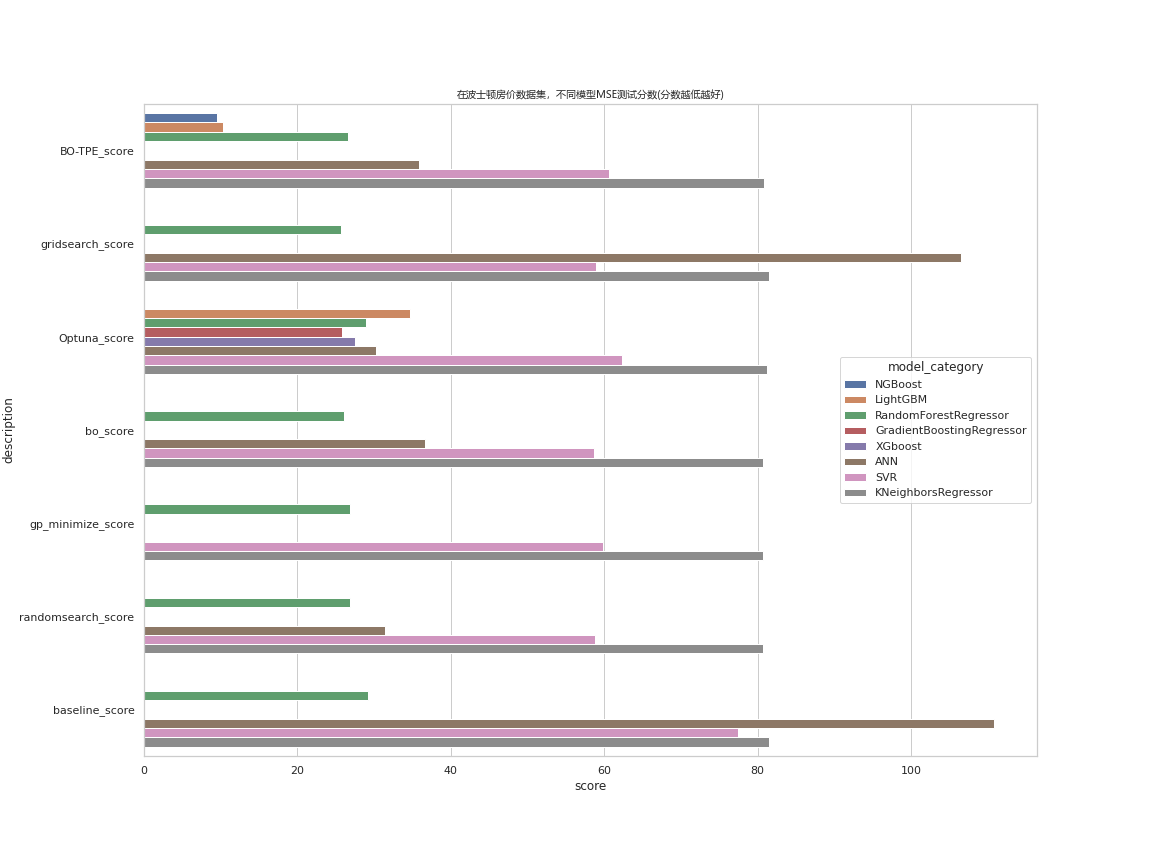 在波士顿房价数据集，不同模型MSE测试分数(分数越低越好)
description
BO-TPE_score
gridsearch_score
Optuna_score
bo_score
gp_minimize_score
randomsearch_score
baseline_score
model_category
NGBoost
LightGBM
RandomForestRegressor
GradientBoostingRegressor
XGboost
ANN
SVR
KNeighborsRegressor
0 20 40 60 80 100
score